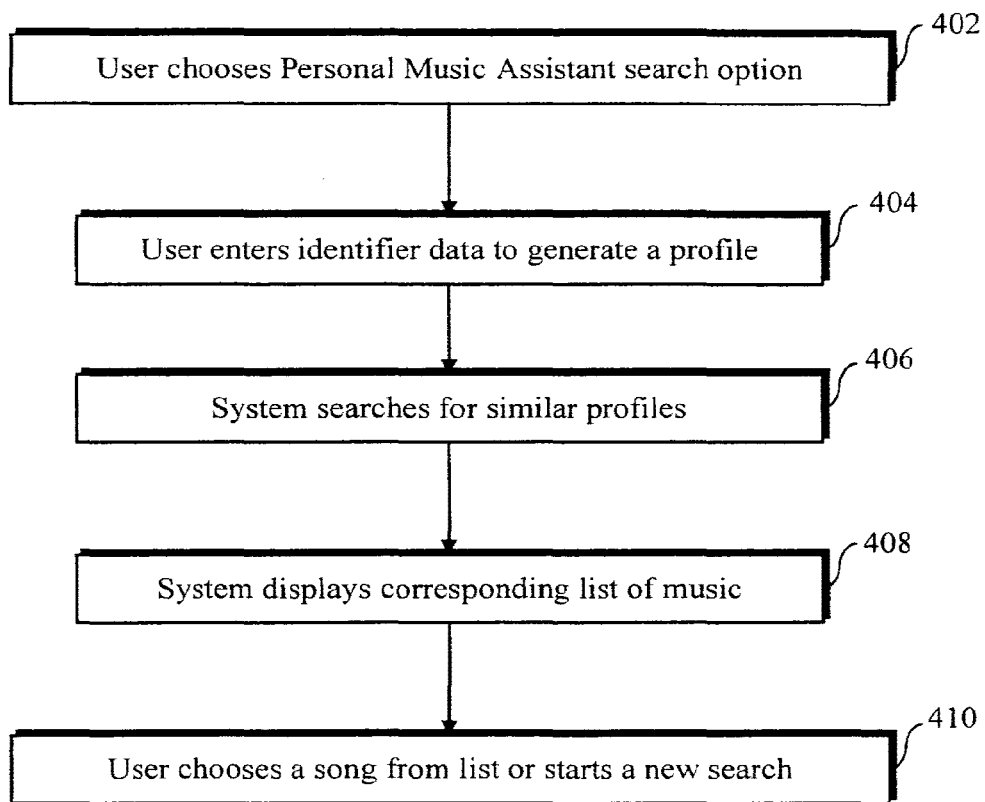 402
User chooses Personal Music Assistant search option
404
User enters identifier data to generate a profile
406
System searches for similar profiles
408
System displays corresponding list of music
410
User chooses a song from list or starts a new search